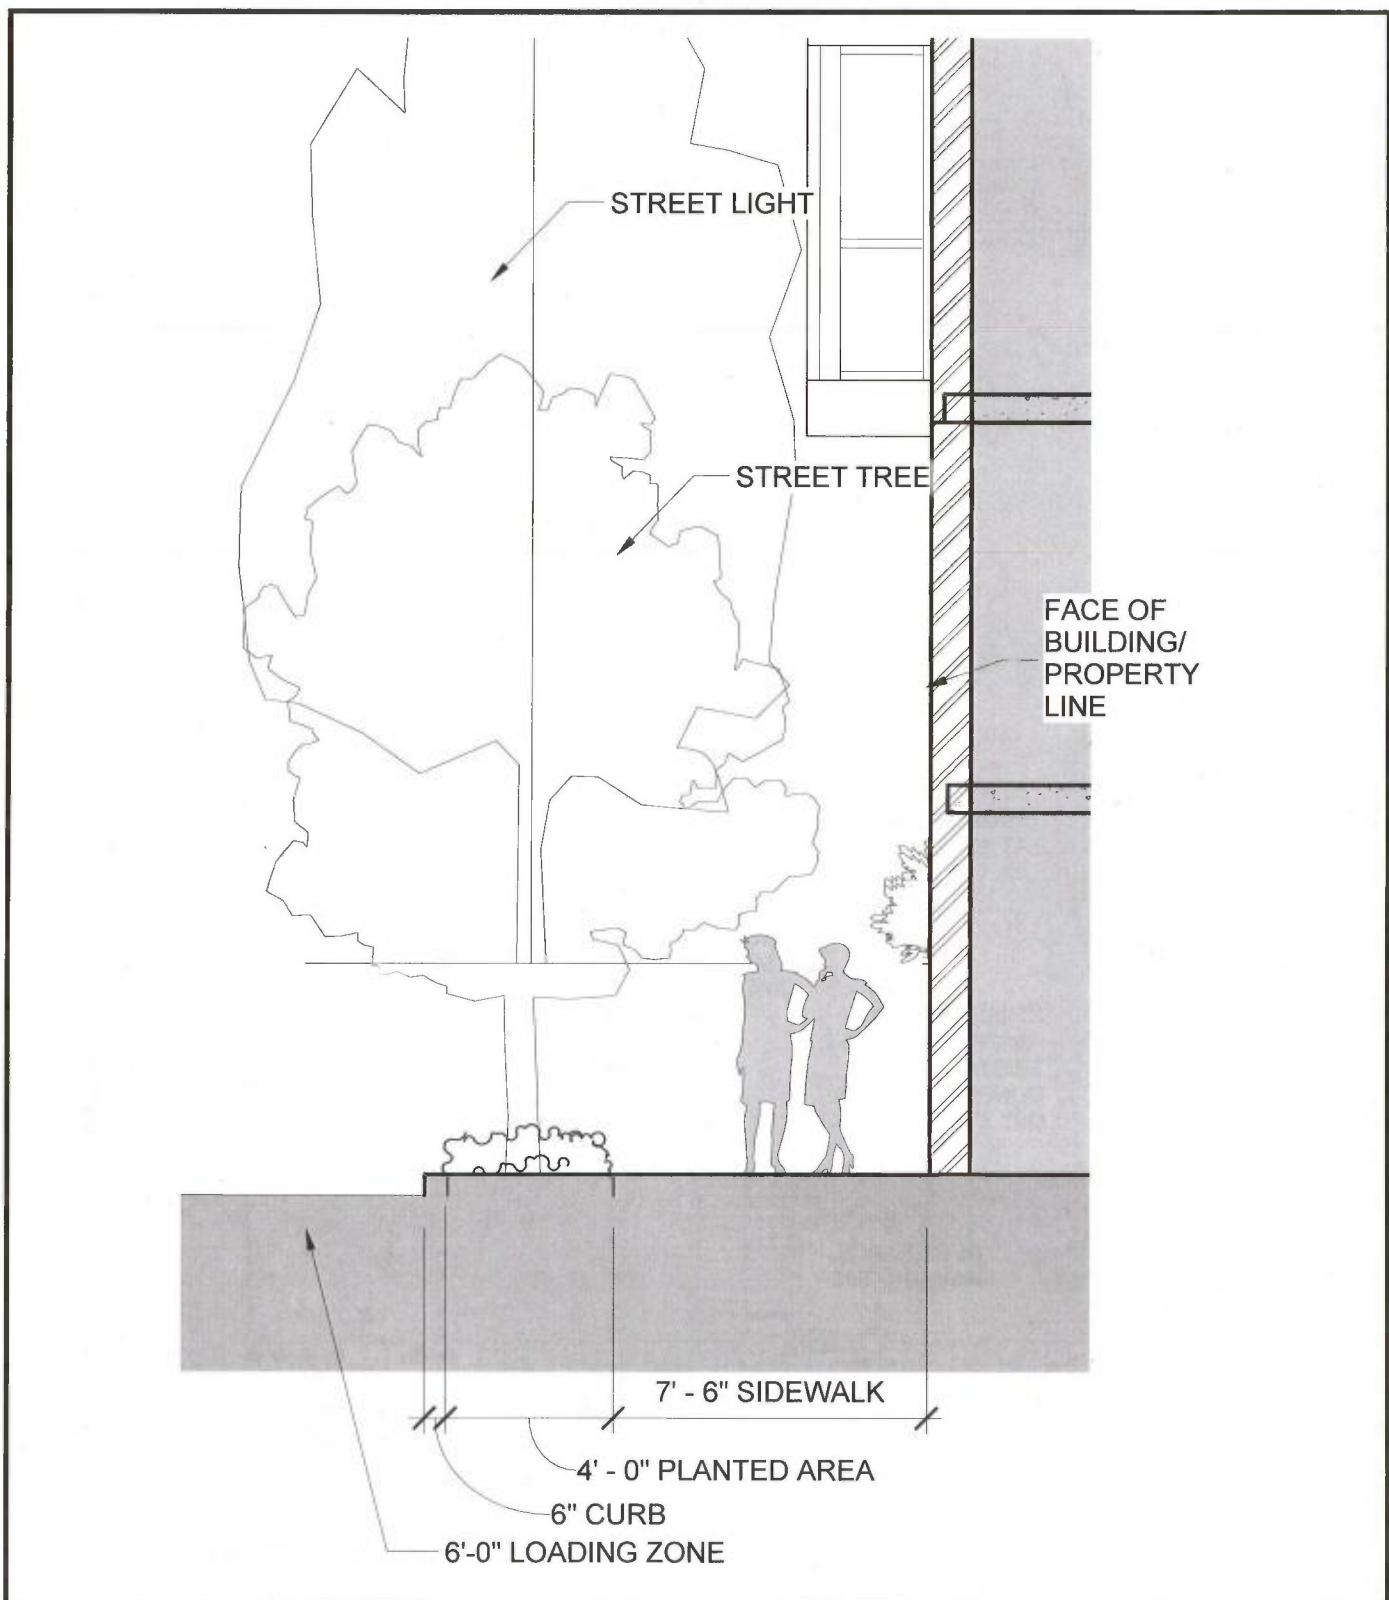 STREET LIGHT
STREET TREE
FACE OF
BUILDING/
PROPERTY
LINE
7' - 6" SIDEWALK
4' - 0" PLANTED AREA
6" CURB
6'-0" LOADING ZONE